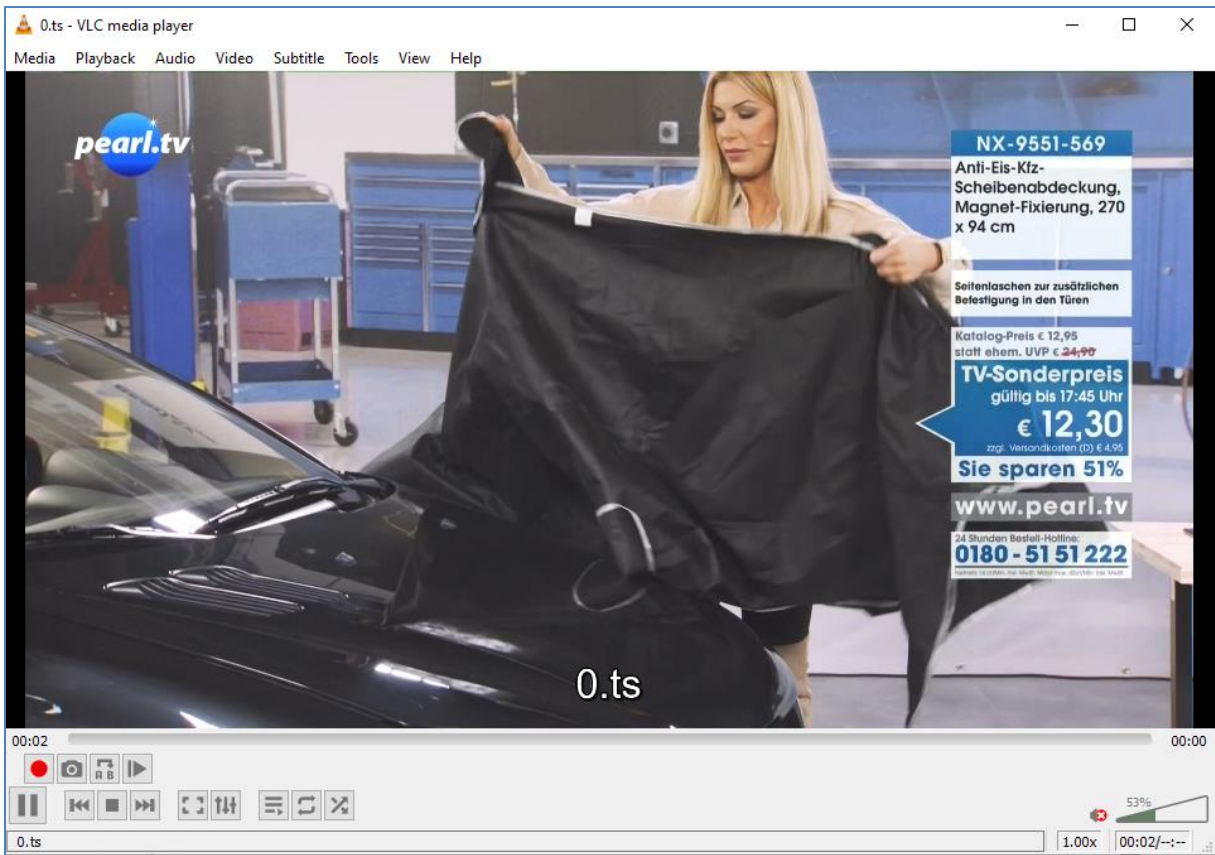 0.ts - VLC media player
Media Playback Audio Video Subtitle Tools View Help
pearl.tv
NX-9551-569
Anti-Eis-Kfz-
Scheibenabdeckung,
Magnet-Fixierung, 270
x 94 cm
Seitenlaschen zur zusätzlichen
Befestigung in den Türen
Katalog-Preis € 12,95
statt ehem. UVP € 24,90
TV-Sonderpreis
gültig bis 17:45 Uhr
€ 12,30
zzgl. Versandkosten (D) € 4,95
Sie sparen 51%
www.pearl.tv
24 Stunden Bestell-Hotline:
0180 - 51 51 222
0.ts
00:02 00:00
A B
53%
0.ts 1.00x 00:02/--:--